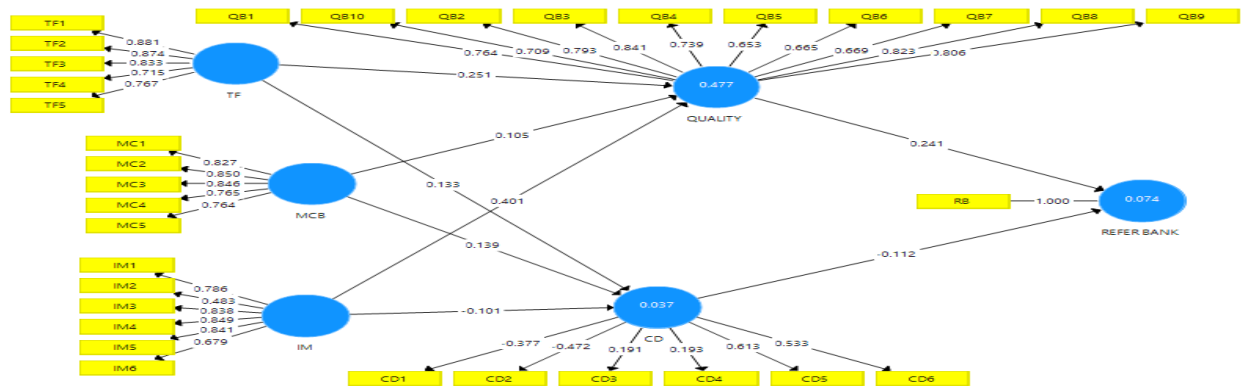 TF1
TF2
TF3
TF4
TF5
0.881
0.874
0.833
0.715
0.767
TF
QB1
QB10
QB2
QB3
QB4
QB5
QB6
QB7
QB8
QB9
0.764
0.709
0.793
0.841
0.739
0.653
0.665
0.669
0.823
0.806
0.477
QUALITY
0.251
0.105
0.401
0.133
0.139
-0.101
0.241
-0.112
MC1
MC2
MC3
MC4
MC5
0.827
0.850
0.846
0.765
0.764
MCB
RB
1.000
0.074
REFER BANK
IM1
IM2
IM3
IM4
IM5
IM6
0.786
0.483
0.838
0.849
0.841
0.679
IM
0.037
CD
-0.377
-0.472
0.191
0.193
0.613
0.533
CD1
CD2
CD3
CD4
CD5
CD6